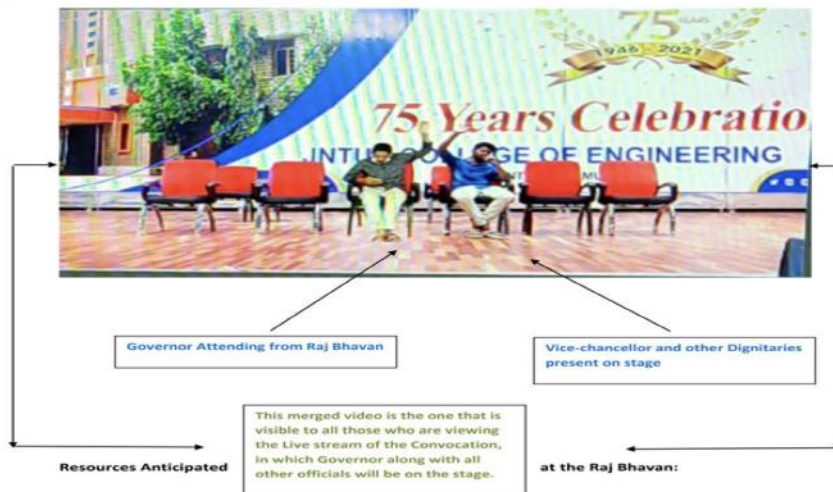 75 YEARS
1946 - 2021
75 Years Celebratio
COLLEGE OF ENGINEERING
Governor Attending from Raj Bhavan
Vice-chancellor and other Dignitaries
present on stage
This merged video is the one that is
visible to all those who are viewing
the Live stream of the Convocation,
in which Governor along with all
other officials will be on the stage.
Resources Anticipated
at the Raj Bhavan: